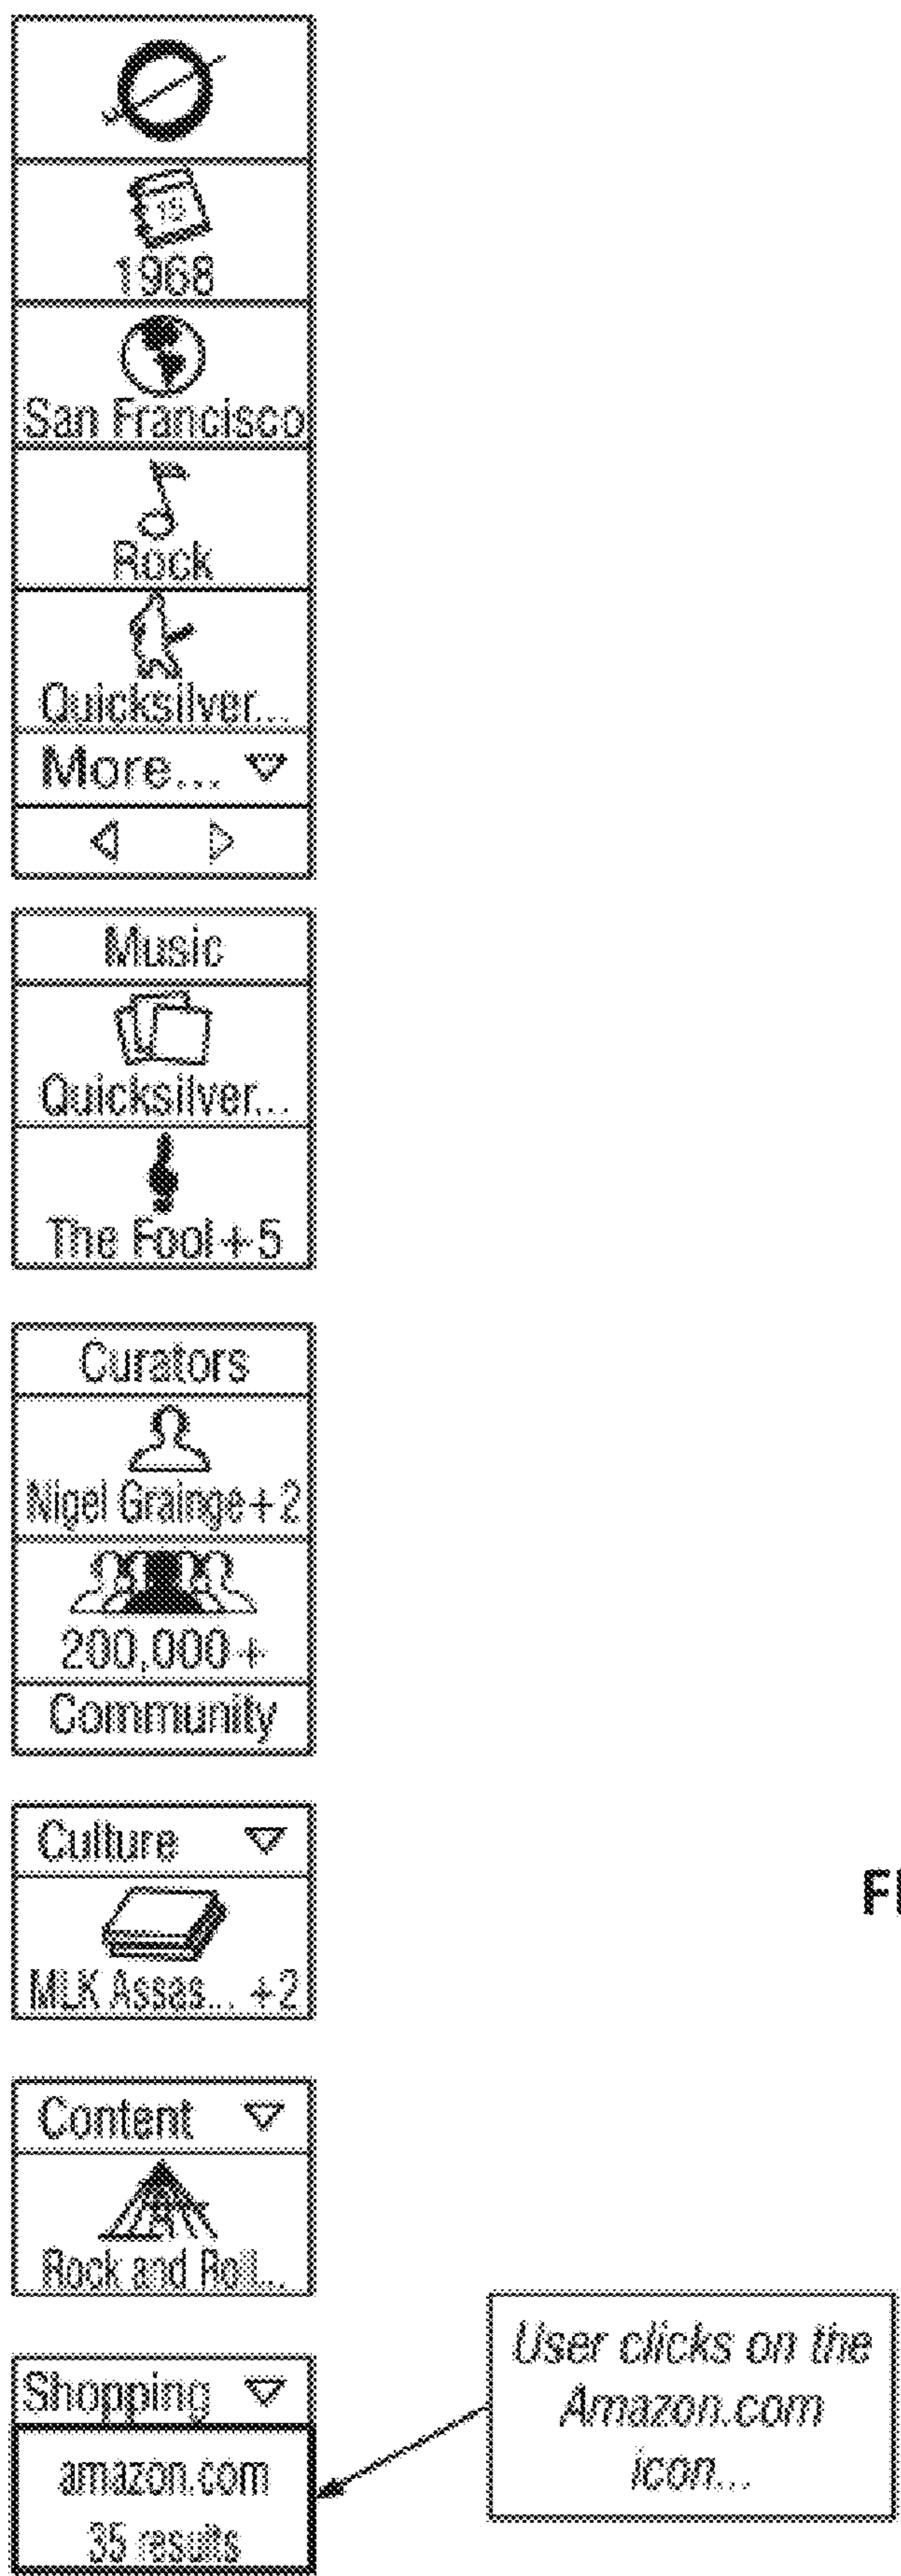 1968
San Francisco
Rock
Quicksilver...
More...
Music
Quicksilver...
The Fool +5
Curators
Nigel Grainge +2
200,000+
Community
Culture
MLK Assas... +2
Content
Rock and Roll...
Shopping
amazon.com
35 results
User clicks on the
Amazon.com
icon...